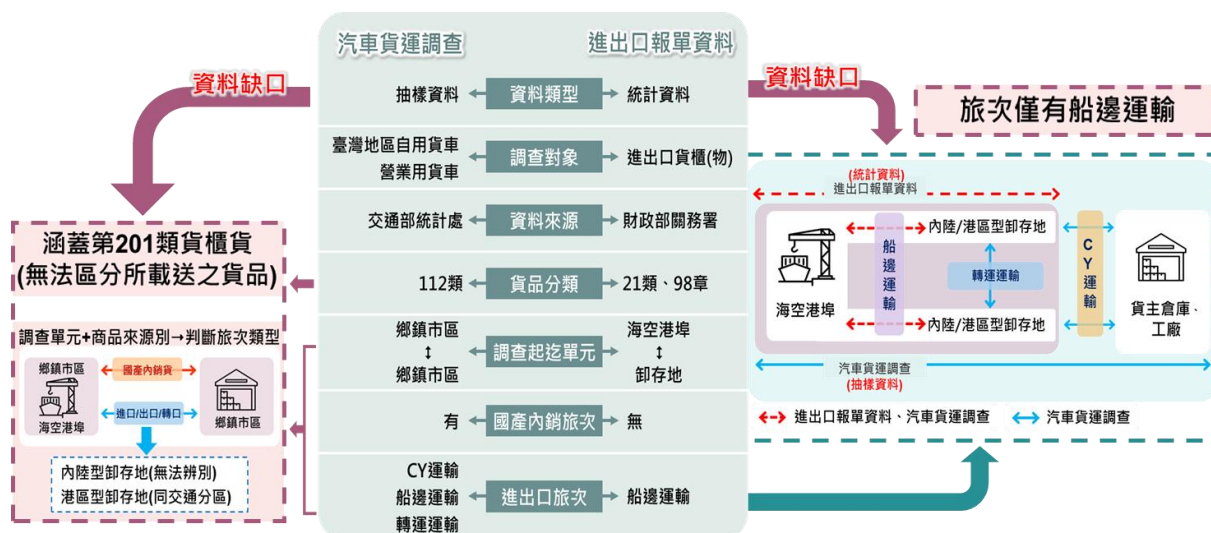 汽車貨運調查
進出口報單資料
資料缺口
資料缺口
抽樣資料
資料類型
統計資料
臺灣地區自用貨車
營業用貨車
調查對象
進出口貨櫃(物)
交通部統計處
資料來源
財政部關務署
112類
貨品分類
21類、98章
鄉鎮市區
↕
鄉鎮市區
調查起迄單元
海空港埠
↕
卸存地
有
國產內銷旅次
無
CY運輸
船邊運輸
轉運運輸
進出口旅次
船邊運輸
涵蓋第201類貨櫃貨
(無法區分所載送之貨品)
調查單元+商品來源別→判斷旅次類型
鄉鎮市區
國產內銷貨
海空港埠
進口/出口/轉口
鄉鎮市區
內陸型卸存地(無法辨別)
港區型卸存地(同交通分區)
旅次僅有船邊運輸
(統計資料)
進出口報單資料
海空港埠
船邊運輸
內陸/港區型卸存地
轉運運輸
內陸/港區型卸存地
CY運輸
貨主倉庫、
工廠
汽車貨運調查
(抽樣資料)
進出口報單資料、汽車貨運調查
汽車貨運調查